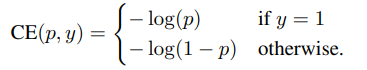 CE(p, y) = { − log(p) if y = 1
− log(1 − p) otherwise.